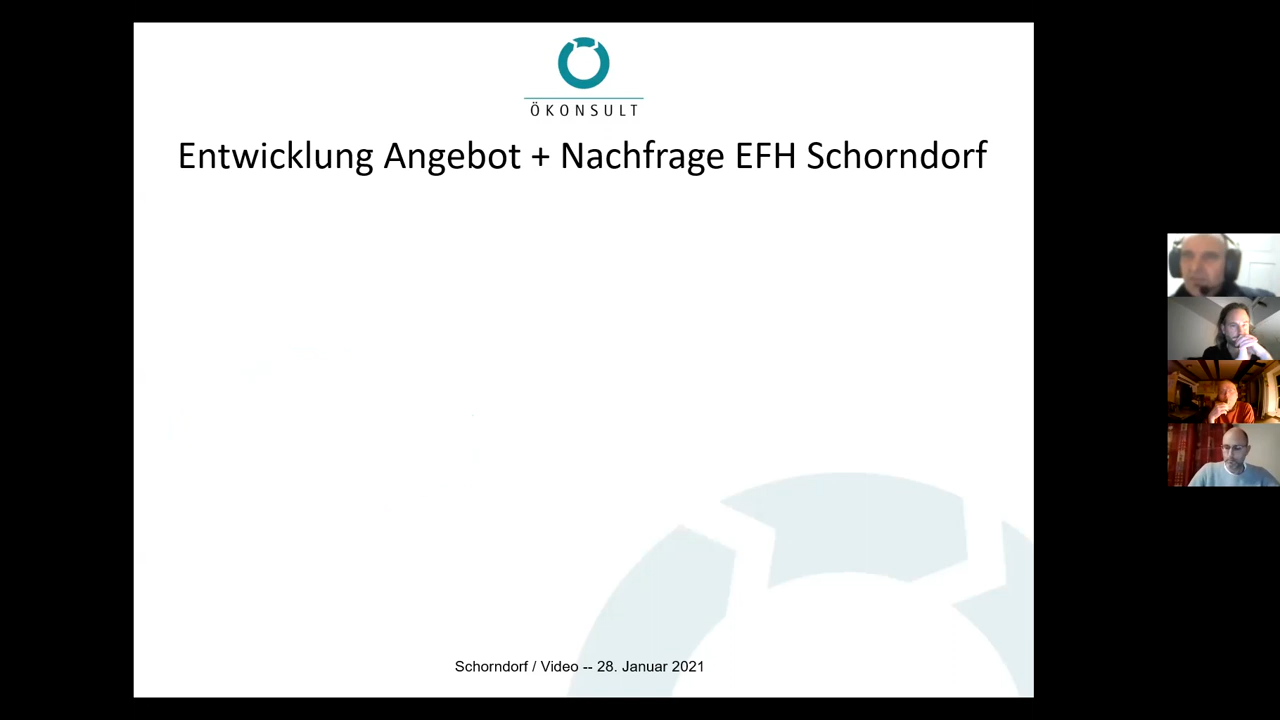 ÖKONSULT
Entwicklung Angebot + Nachfrage EFH Schorndorf
Schorndorf / Video -- 28. Januar 2021